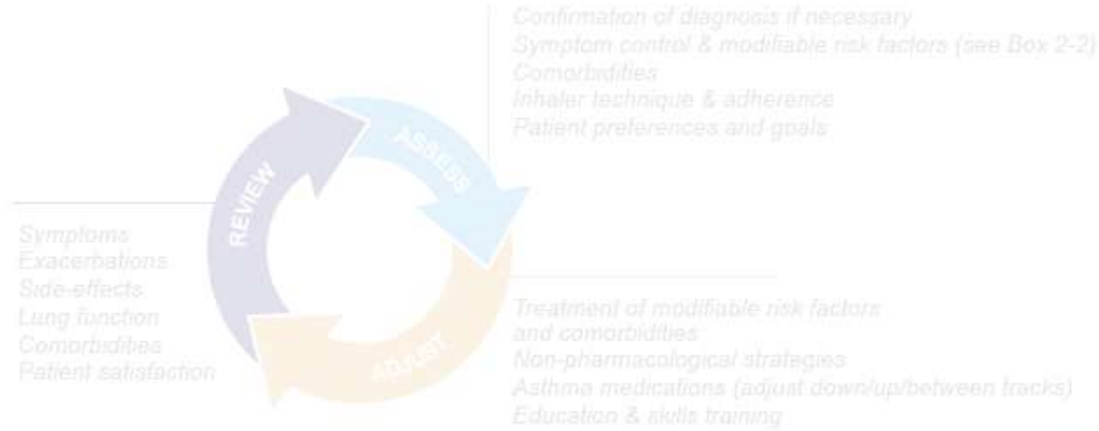 Confirmation of diagnosis if necessary
Symptom control & modifiable risk factors (see Box 2-2)
Comorbidities
Inhaler technique & adherence
Patient preferences and goals
ASSESS
REVIEW
Symptoms
Exacerbations
Side-effects
Lung function
Comorbidities
Patient satisfaction
ADJUST
Treatment of modifiable risk factors
and comorbidities
Non-pharmacological strategies
Asthma medications (adjust down/up/between tracks)
Education & skills training